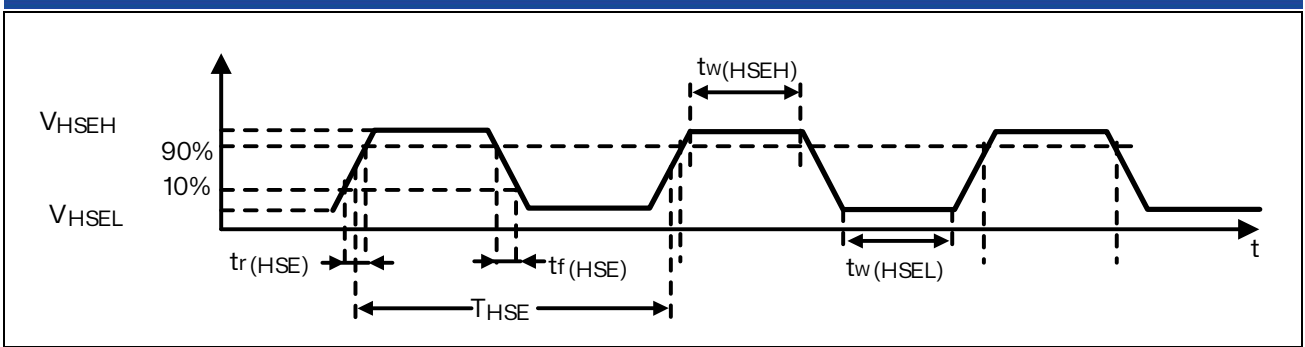 tw(HSEH)
VHSEH
90%
10%
VHSEL
t
tr(HSE)
tf(HSE)
tw(HSEL)
THSE